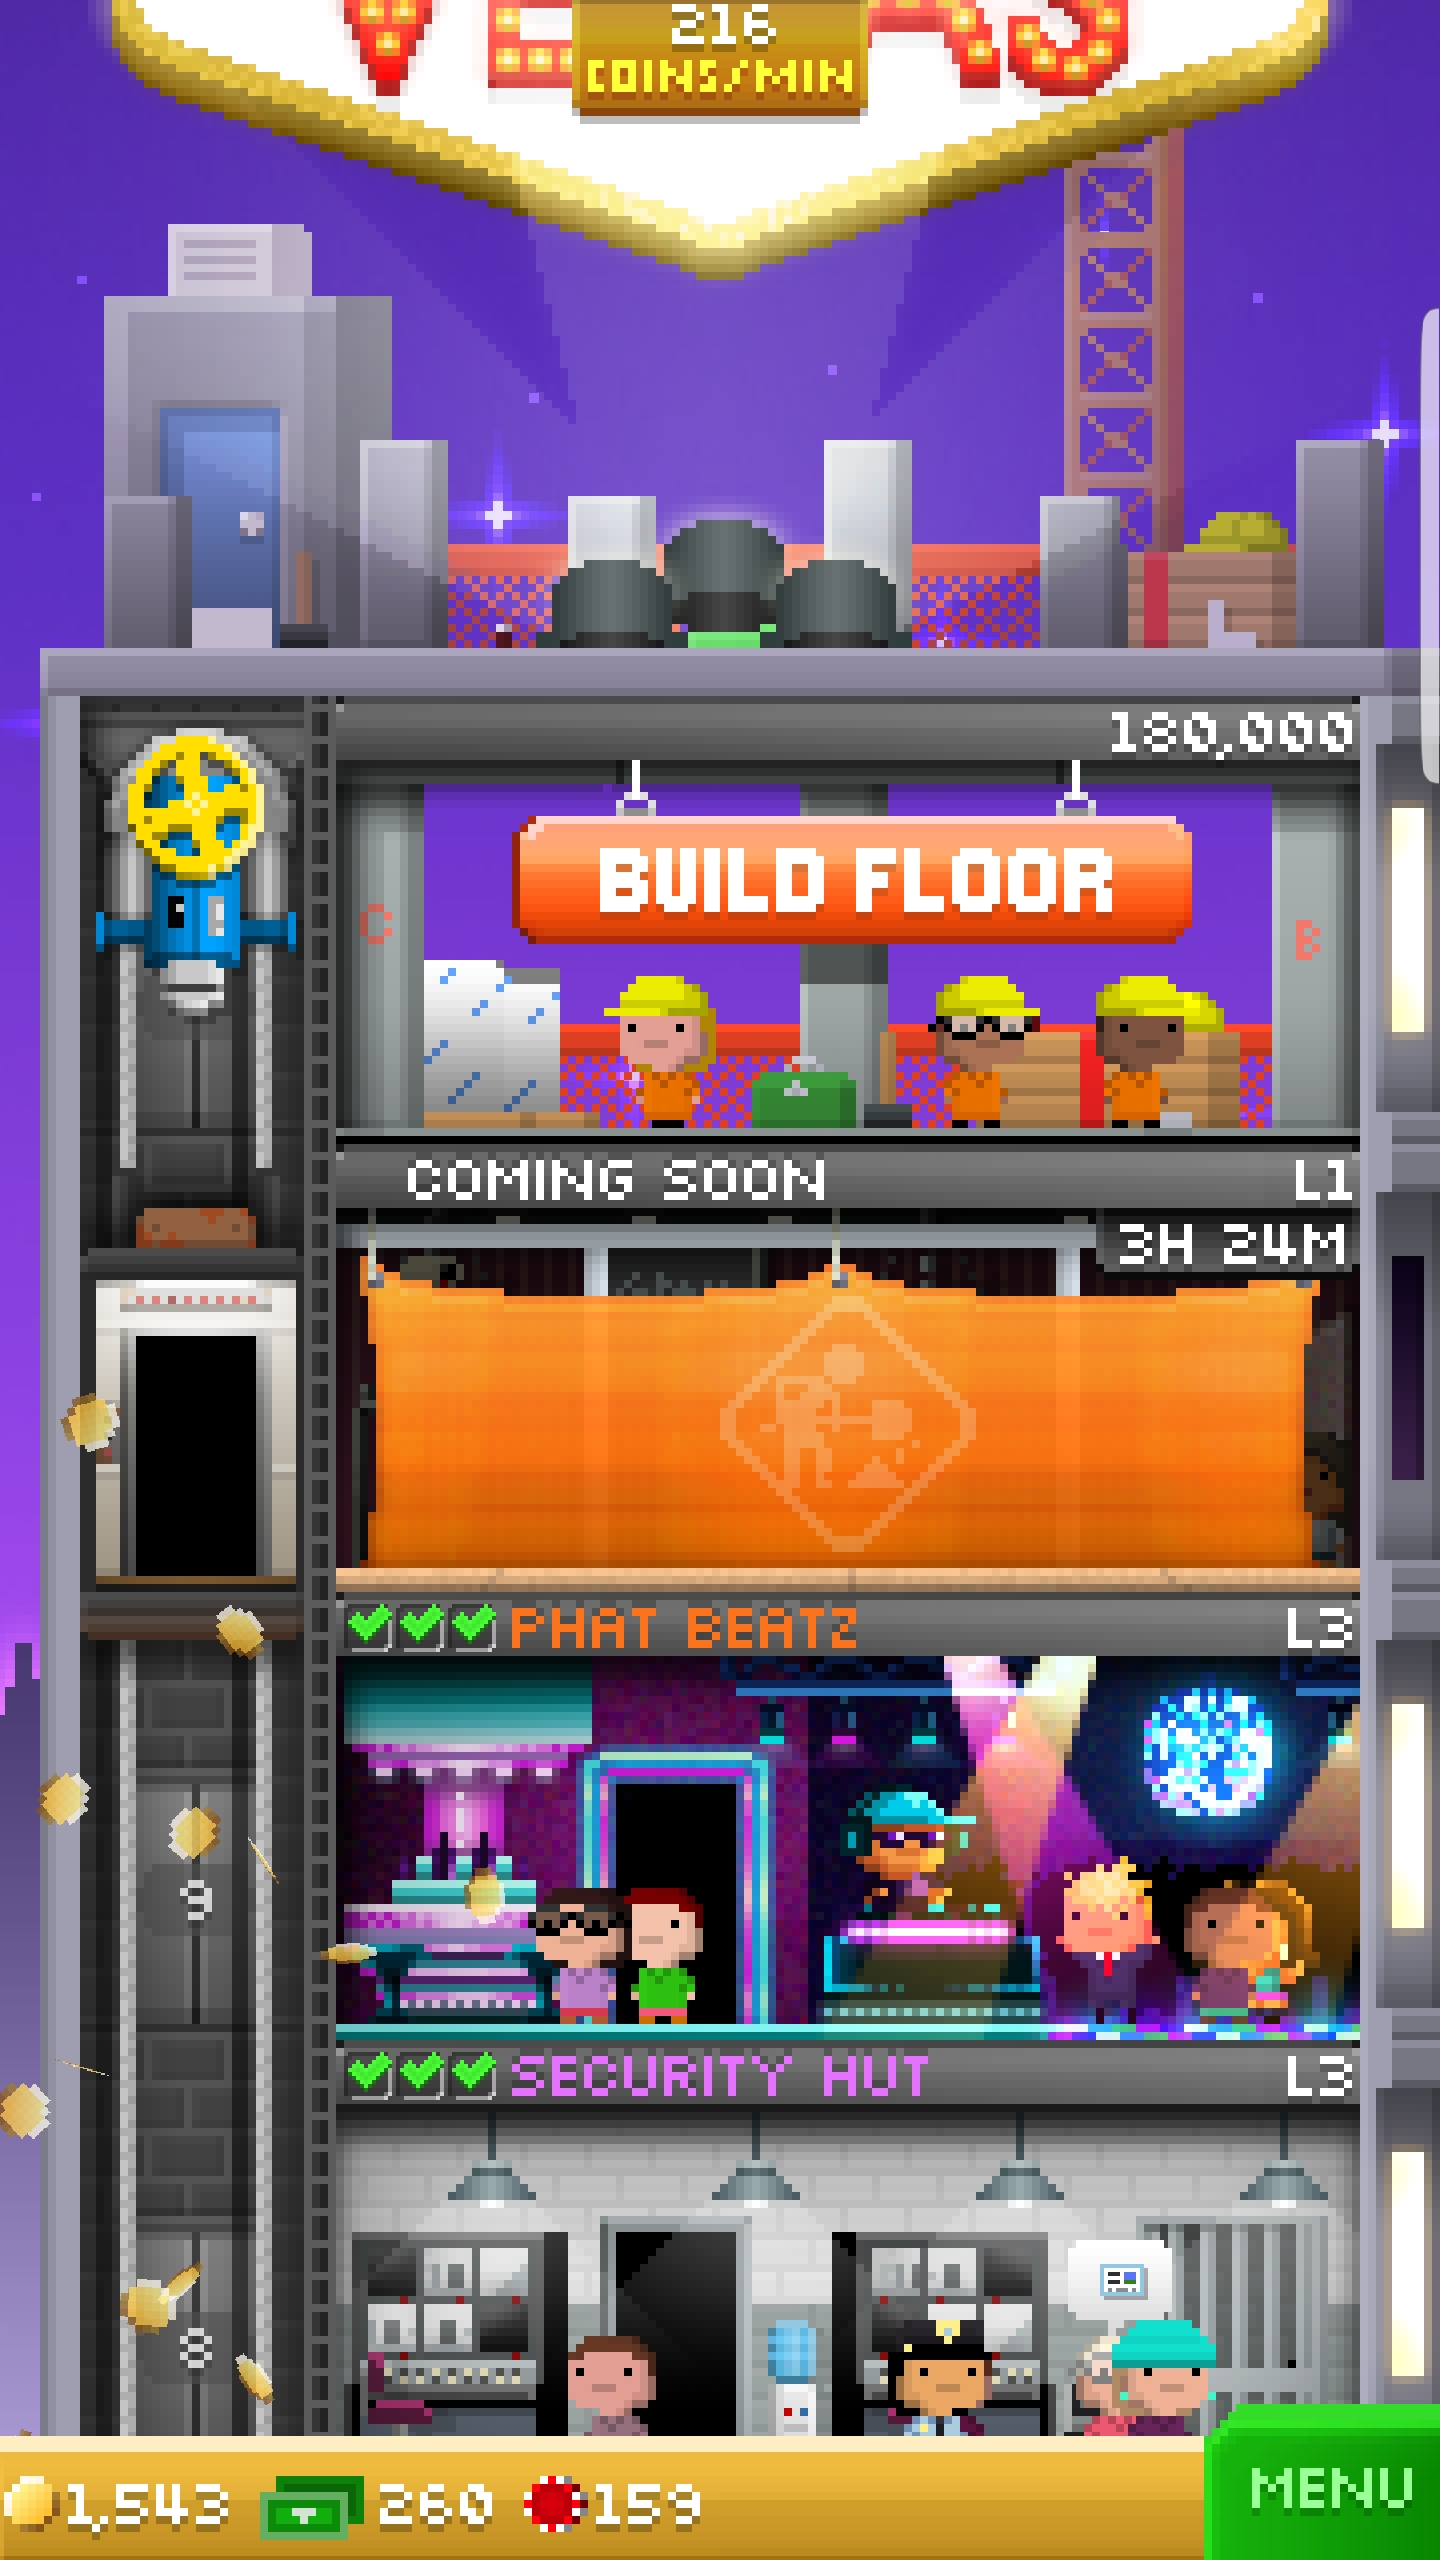 216
COINS/MIN
180,000
BUILD FLOOR
C
B
COMING SOON L1
3H 24M
PHAT BEATZ L3
9
SECURITY HUT L3
8
1,543 260 159
MENU